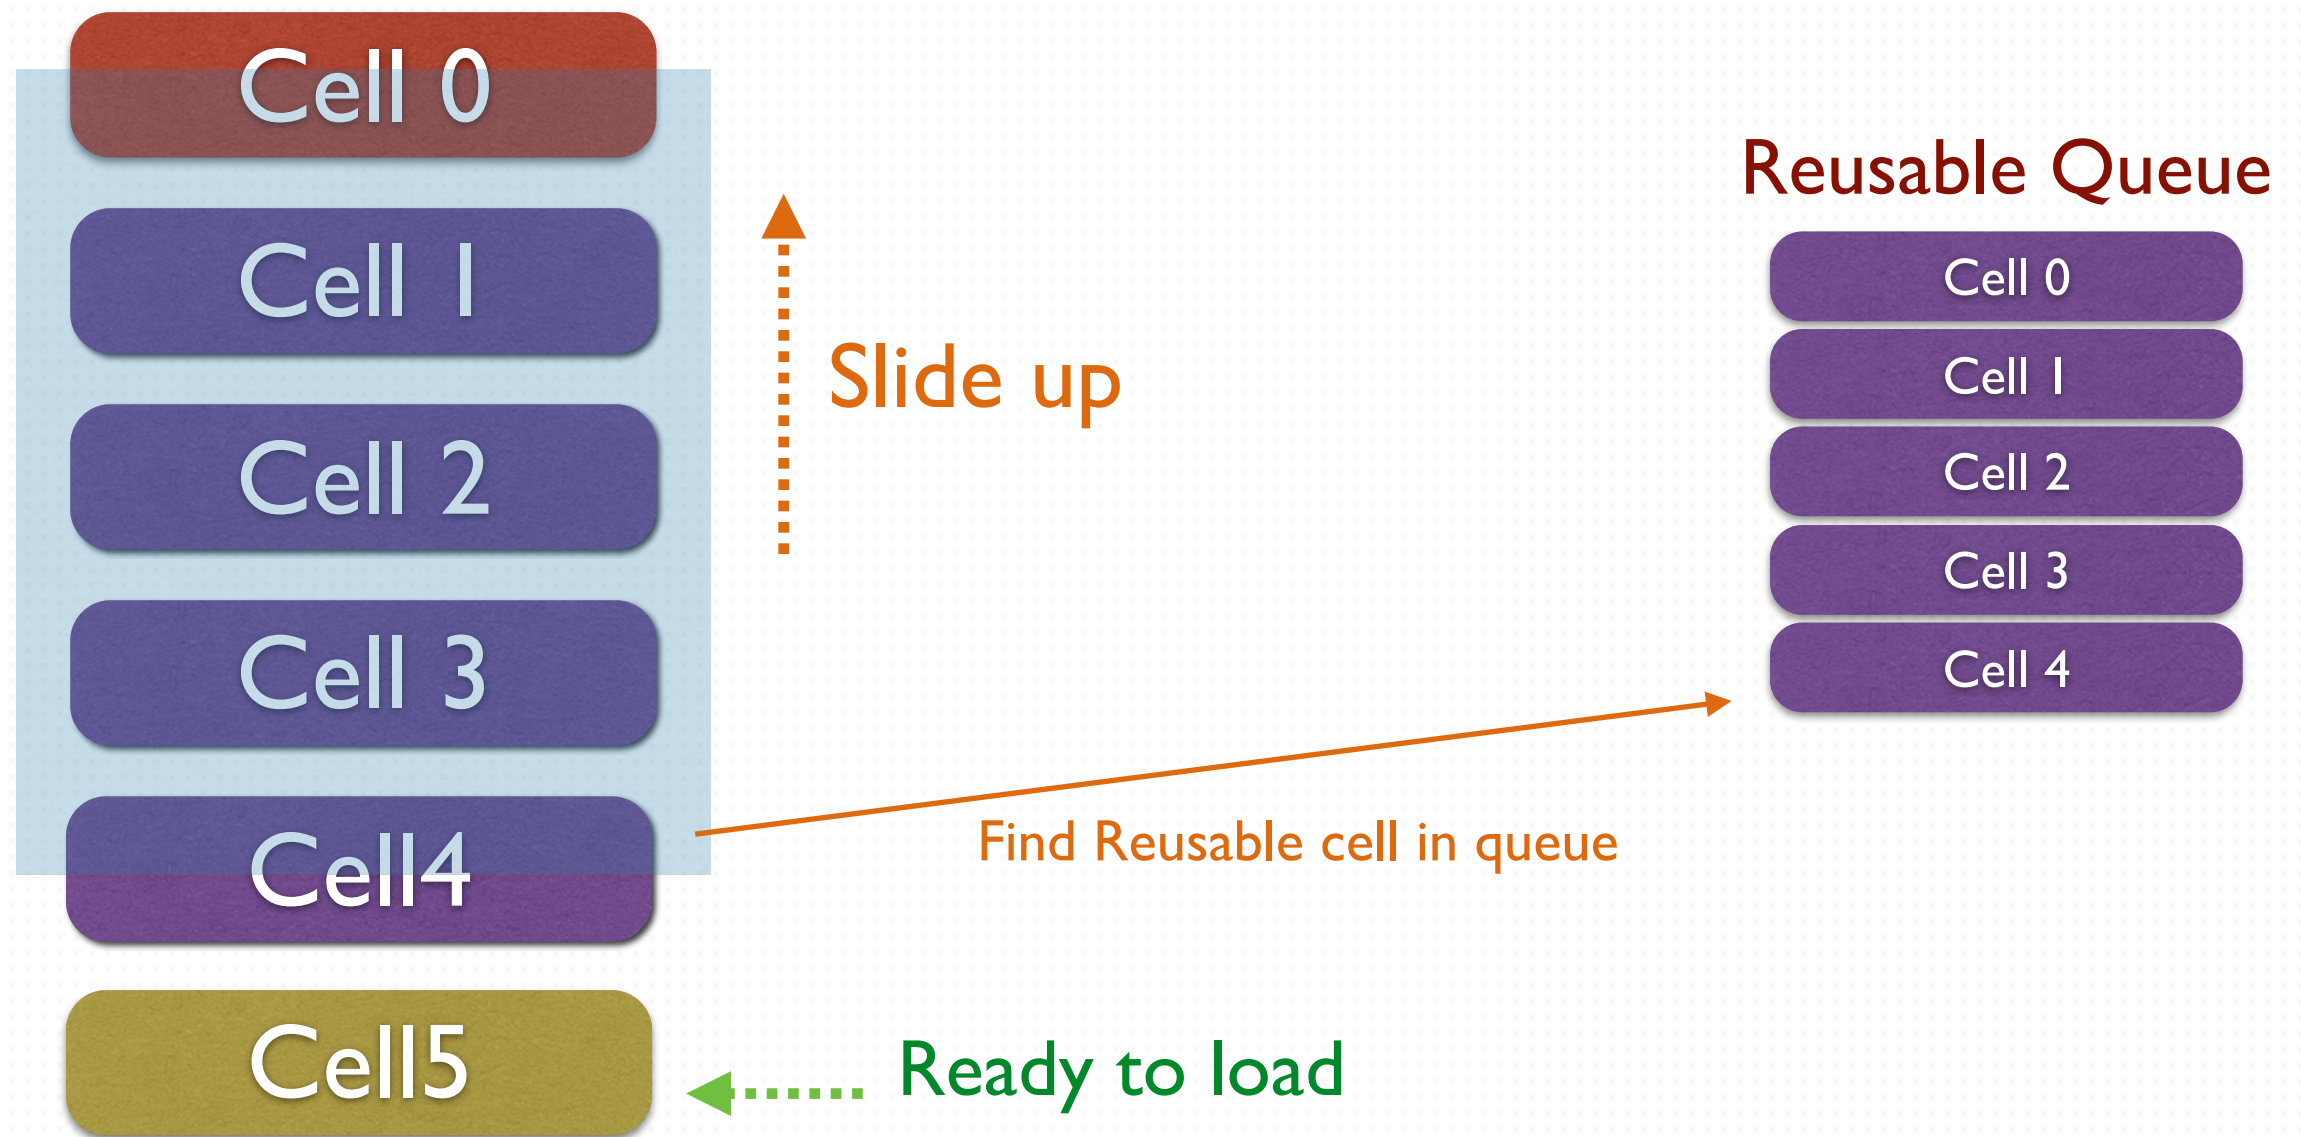 Cell 0
Cell 1
Cell 2
Cell 3
Cell4
Cell5
Slide up
Find Reusable cell in queue
Ready to load
Reusable Queue
Cell 0
Cell 1
Cell 2
Cell 3
Cell 4